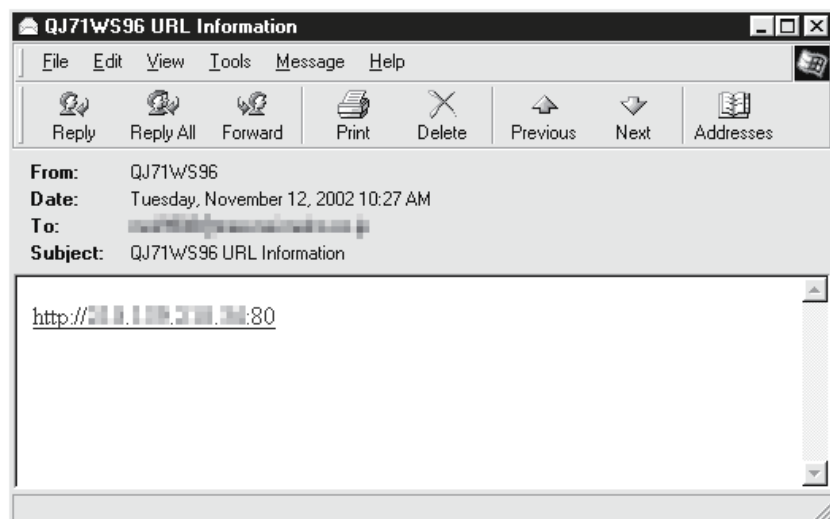 QJ71WS96 URL Information
File Edit View Tools Message Help
Reply Reply All Forward Print Delete Previous Next Addresses
From: QJ71WS96
Date: Tuesday, November 12, 2002 10:27 AM
To:
Subject: QJ71WS96 URL Information
http:// :80